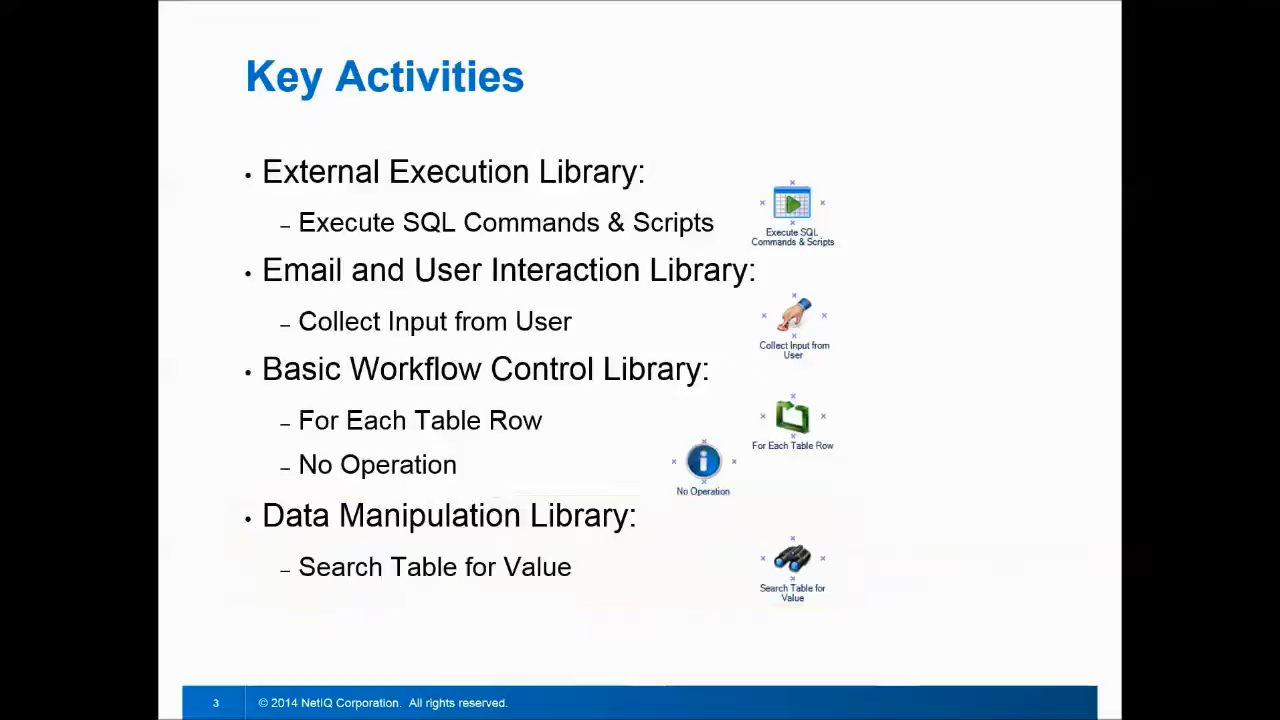 Key Activities
• External Execution Library:
– Execute SQL Commands & Scripts
Execute SQL
Commands & Scripts
• Email and User Interaction Library:
– Collect Input from User
Collect Input from
User
• Basic Workflow Control Library:
– For Each Table Row
For Each Table Row
– No Operation
No Operation
• Data Manipulation Library:
– Search Table for Value
Search Table for
Value
3 © 2014 NetIQ Corporation. All rights reserved.